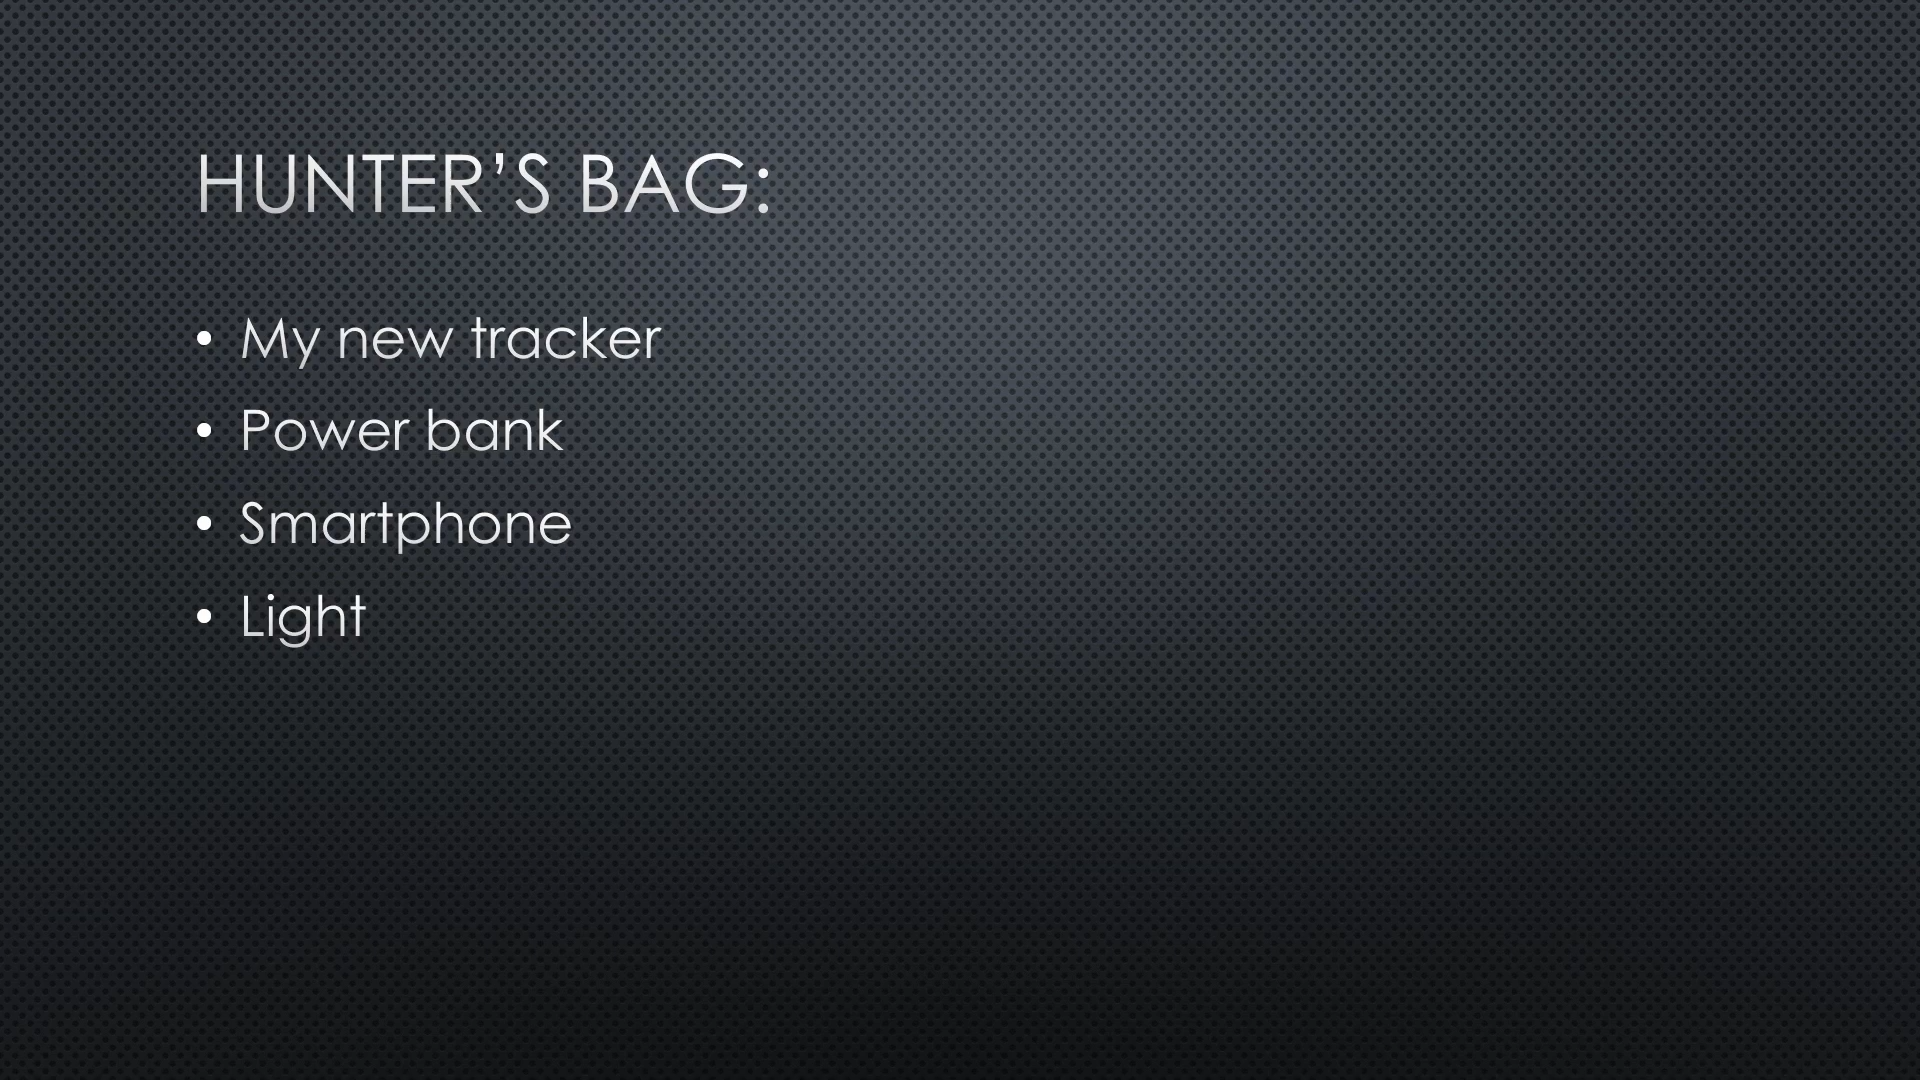 HUNTER’S BAG:
• My new tracker
• Power bank
• Smartphone
• Light